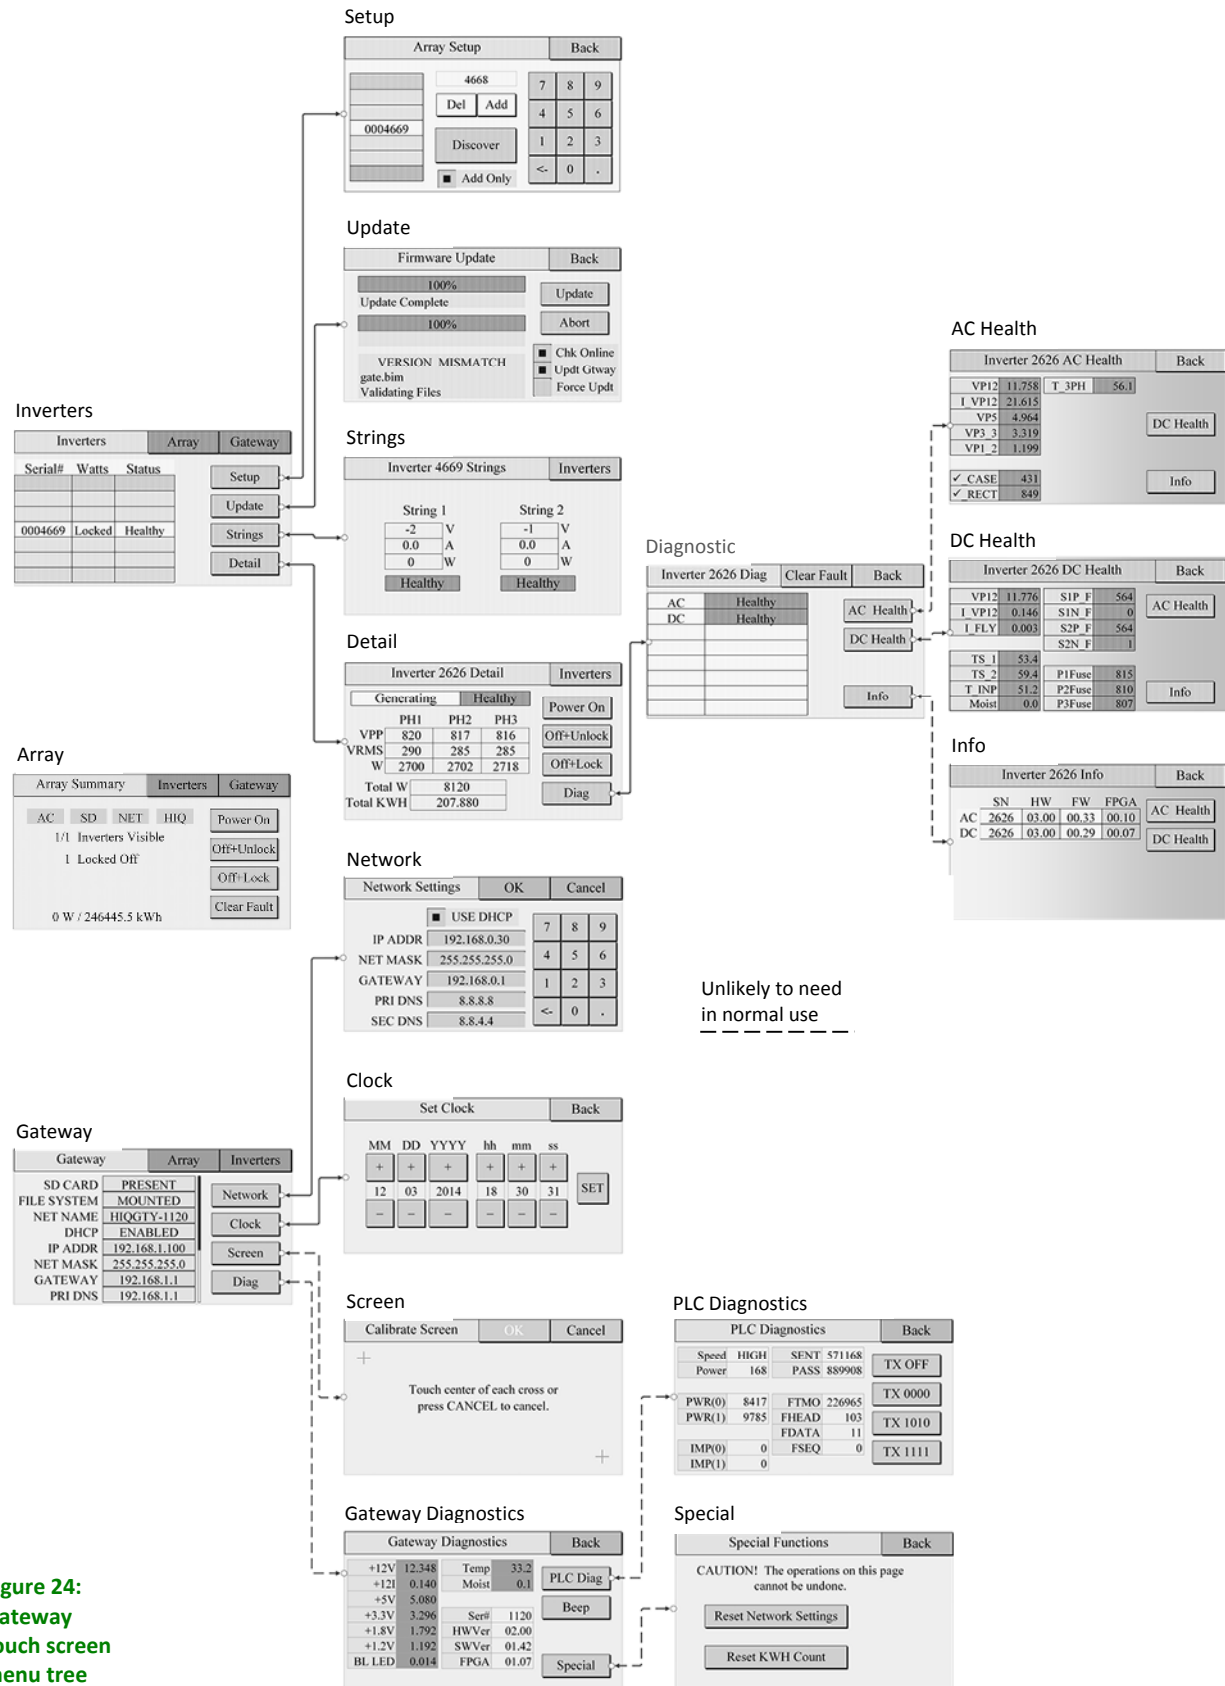 Setup
Array Setup Back
4668
Del Add
0004669
Discover
Add Only
7 8 9
4 5 6
1 2 3
<- 0 .
Update
Firmware Update Back
100%
Update Complete
100%
VERSION MISMATCH
gate.bim
Validating Files
Update
Abort
Chk Online
Updt Gtway
Force Updt
Inverters
Inverters Array Gateway
Serial# Watts Status
0004669 Locked Healthy
Setup
Update
Strings
Detail
Strings
Inverter 4669 Strings Inverters
String 1 String 2
-2 V -1 V
0.0 A 0.0 A
0 W 0 W
Healthy Healthy
Detail
Inverter 2626 Detail Inverters
Generating Healthy
PH1 PH2 PH3
VPP 820 817 816
VRMS 290 285 285
W 2700 2702 2718
Total W 8120
Total KWH 207.880
Power On
Off+Unlock
Off+Lock
Diag
Diagnostic
Inverter 2626 Diag Clear Fault Back
AC Healthy
DC Healthy
AC Health
DC Health
Info
AC Health
Inverter 2626 AC Health Back
VP12 11.758 T_3PH 56.1
I_VP12 21.615
VP5 4.964
VP3_3 3.319
VP1_2 1.199
✓_CASE 431
✓_RECT 849
DC Health
Info
DC Health
Inverter 2626 DC Health Back
VP12 11.776 S1P_F 564
I_VP12 0.146 S1N_F 0
I_FLY 0.003 S2P_F 564
S2N_F 1
TS_1 53.4
TS_2 59.4 P1Fuse 815
T_INP 51.2 P2Fuse 810
Moist 0.0 P3Fuse 807
AC Health
Info
Info
Inverter 2626 Info Back
SN HW FW FPGA
AC 2626 03.00 00.33 00.10
DC 2626 03.00 00.29 00.07
AC Health
DC Health
Array
Array Summary Inverters Gateway
AC SD NET HIQ
1/1 Inverters Visible
1 Locked Off
0 W / 246445.5 kWh
Power On
Off+Unlock
Off+Lock
Clear Fault
Network
Network Settings OK Cancel
USE DHCP
IP ADDR 192.168.0.30
NET MASK 255.255.255.0
GATEWAY 192.168.0.1
PRI DNS 8.8.8.8
SEC DNS 8.8.4.4
7 8 9
4 5 6
1 2 3
<- 0 .
Unlikely to need
in normal use
Clock
Set Clock Back
MM DD YYYY hh mm ss
+ + + + + +
12 03 2014 18 30 31
− − − − − −
SET
Gateway
Gateway Array Inverters
SD CARD PRESENT
FILE SYSTEM MOUNTED
NET NAME HIQGTY-1120
DHCP ENABLED
IP ADDR 192.168.1.100
NET MASK 255.255.255.0
GATEWAY 192.168.1.1
PRI DNS 192.168.1.1
Network
Clock
Screen
Diag
Screen
Calibrate Screen OK Cancel
Touch center of each cross or
press CANCEL to cancel.
PLC Diagnostics
PLC Diagnostics Back
Speed HIGH SENT 571168
Power 168 PASS 889908
PWR(0) 8417 FTMO 226965
PWR(1) 9785 FHEAD 103
FDATA 11
IMP(0) 0 FSEQ 0
IMP(1) 0
TX OFF
TX 0000
TX 1010
TX 1111
Gateway Diagnostics
Gateway Diagnostics Back
+12V 12.348 Temp 33.2
+12I 0.140 Moist 0.1
+5V 5.080
+3.3V 3.296 Ser# 1120
+1.8V 1.792 HWVer 02.00
+1.2V 1.192 SWVer 01.42
BL LED 0.014 FPGA 01.07
PLC Diag
Beep
Special
Special
Special Functions Back
CAUTION! The operations on this page
cannot be undone.
Reset Network Settings
Reset KWH Count
gure 24:
ateway
ouch screen
enu tree